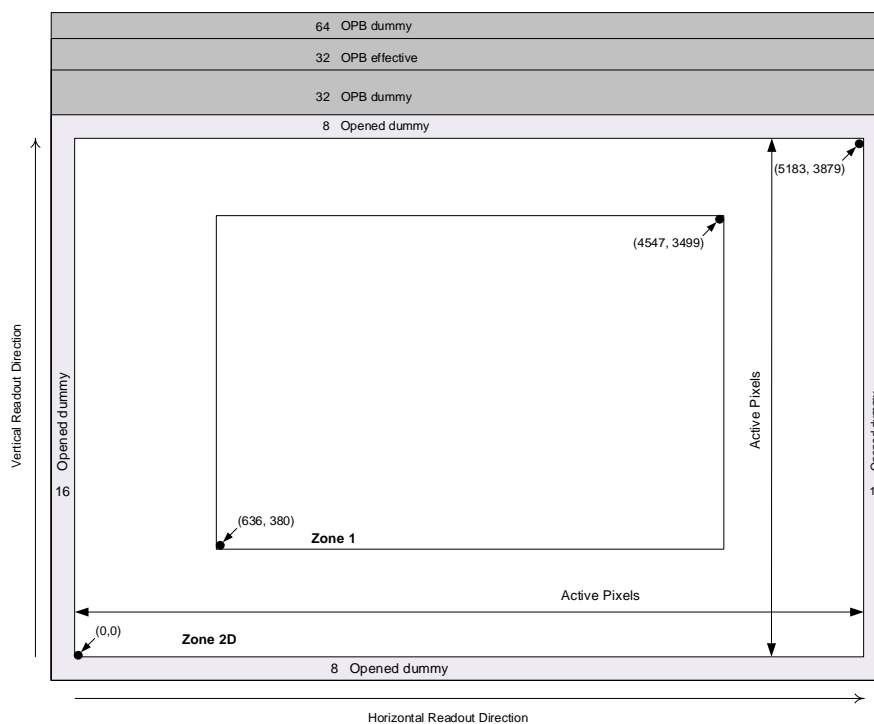 64 OPB dummy
32 OPB effective
32 OPB dummy
8 Opened dummy
(5183, 3879)
(4547, 3499)
Vertical Readout Direction
Opened dummy
16
Active Pixels
(636, 380)
Zone 1
Active Pixels
(0,0)
Zone 2D
8 Opened dummy
Horizontal Readout Direction